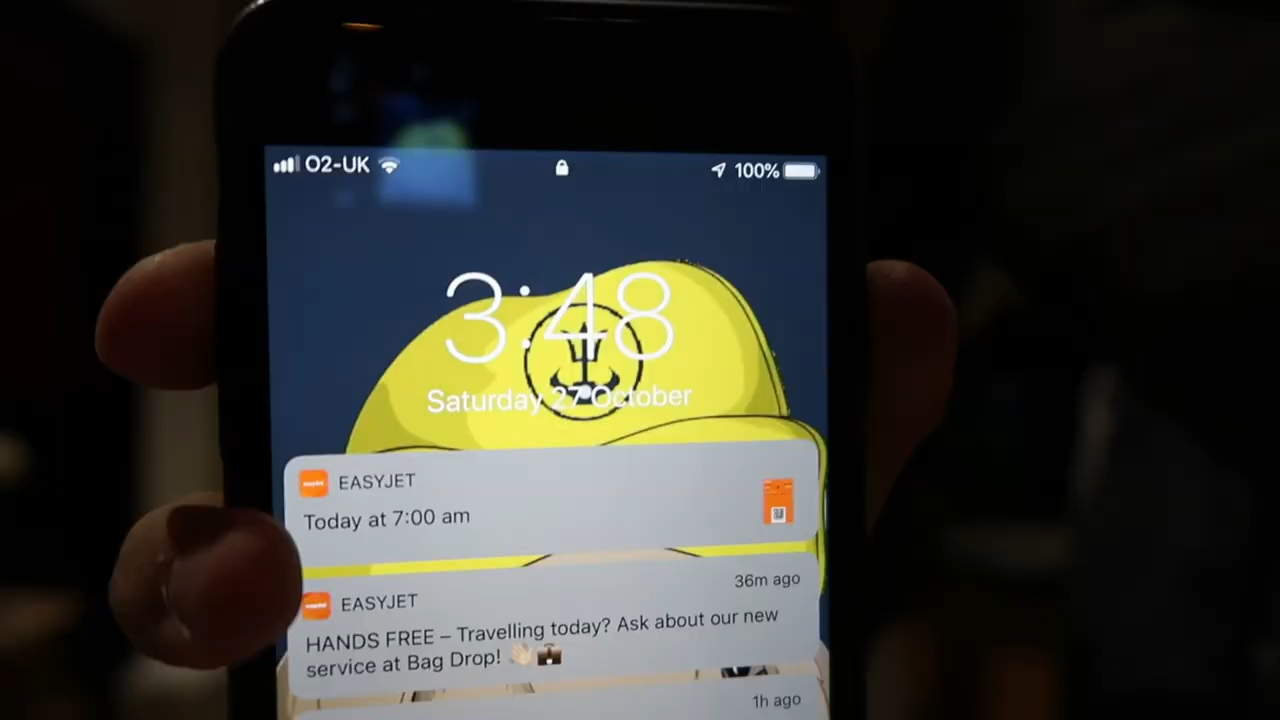 O2-UK
100%
3:48
Saturday 27 October
EASYJET
Today at 7:00 am
36m ago
EASYJET
HANDS FREE – Travelling today? Ask about our new
service at Bag Drop! 👋🏼💼
1h ago